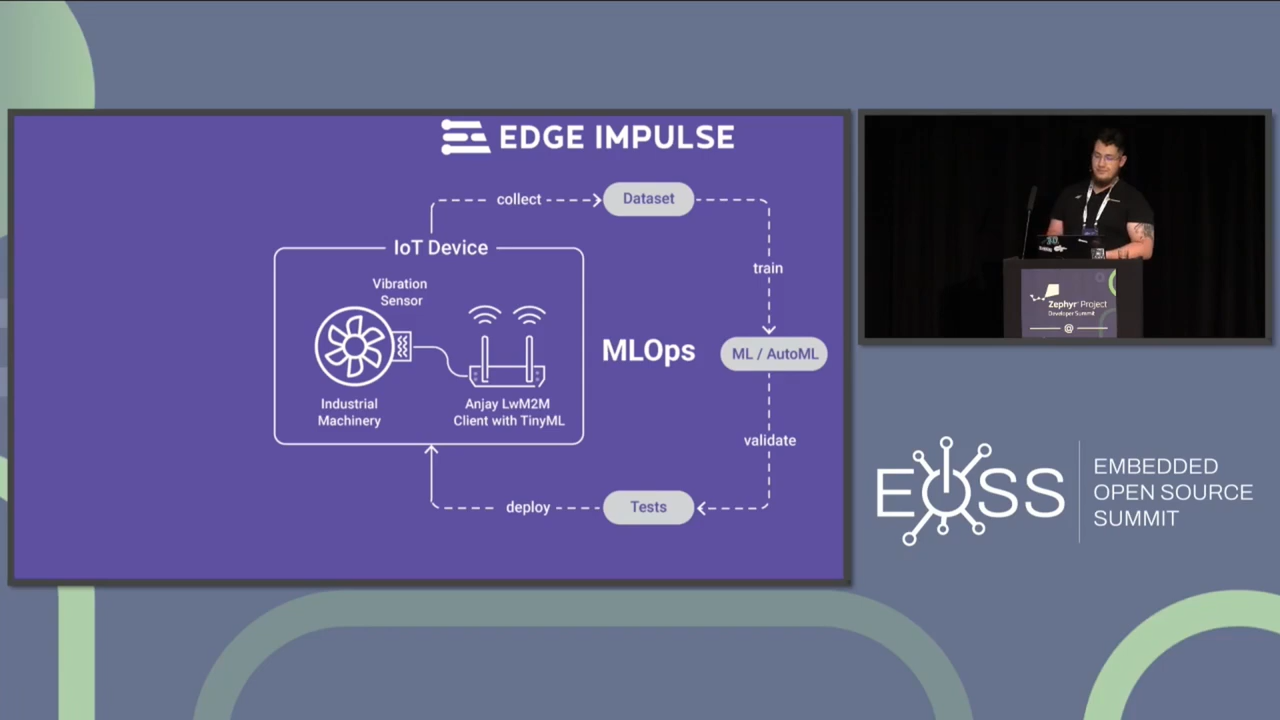 EDGE IMPULSE
collect
Dataset
IoT Device
train
Vibration
Sensor
MLOps
ML / AutoML
Industrial
Machinery
Anjay LwM2M
Client with TinyML
validate
deploy
Tests
Zephyr Project
Developer Summit
@
EOSS
EMBEDDED
OPEN SOURCE
SUMMIT